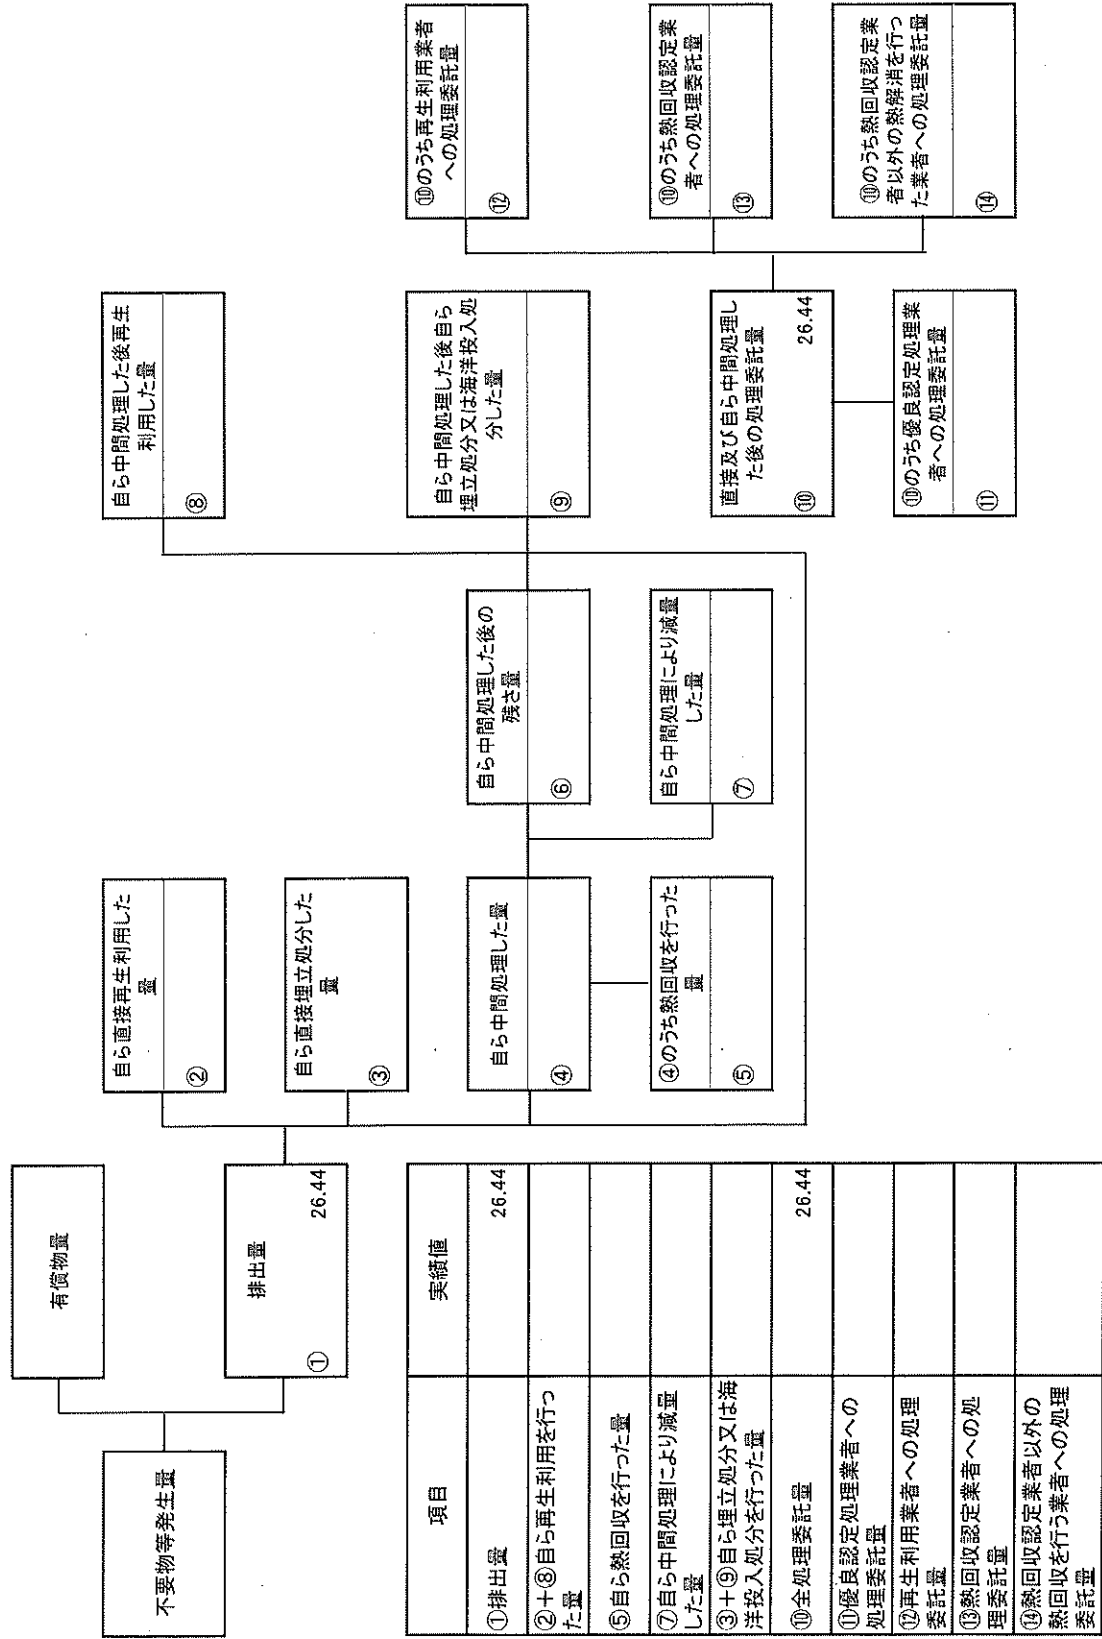 不要物等発生量
有償物量
排出量
①
26.44
自ら直接再生利用した
量
②
自ら直接埋立処分した
量
③
自ら中間処理した量
④
④のうち熱回収を行った
量
⑤
自ら中間処理した後の
残さ量
⑥
自ら中間処理により減量
した量
⑦
自ら中間処理した後再生
利用した量
⑧
自ら中間処理した後自ら
埋立処分又は海洋投入処
分した量
⑨
直接及び自ら中間処理し
た後の処理委託量
⑩
26.44
⑩のうち優良認定処理業
者への処理委託量
⑪
⑩のうち再生利用業者
への処理委託量
⑫
⑩のうち熱回収認定業
者への処理委託量
⑬
⑩のうち熱回収認定業
者以外の熱解消を行っ
た業者への処理委託量
⑭
項目
実績値
①排出量
26.44
②+⑧自ら再生利用を行っ
た量
⑤自ら熱回収を行った量
⑦自ら中間処理により減量
した量
③+⑨自ら埋立処分又は海
洋投入処分を行った量
⑩全処理委託量
26.44
⑪優良認定処理業者への
処理委託量
⑫再生利用業者への処理
委託量
⑬熱回収認定業者への処
理委託量
⑭熱回収認定業者以外の
熱回収を行う業者への処理
委託量